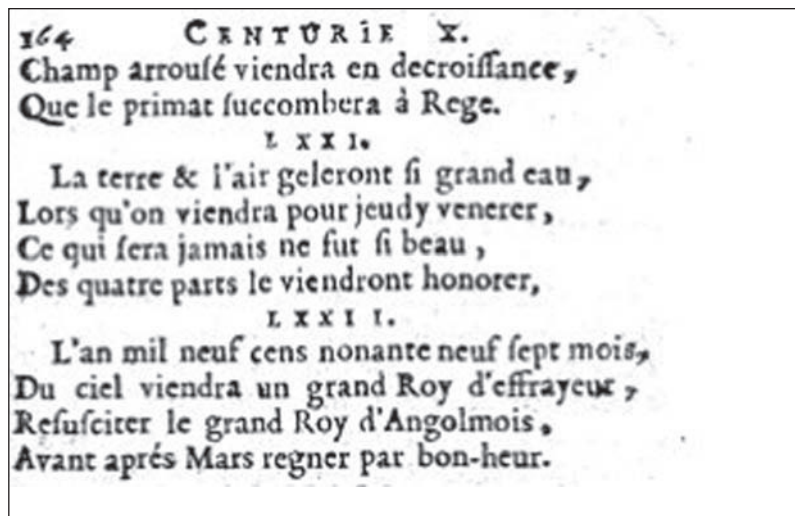 164 CENTURIE X.
Champ arrouſé viendra en decroiſſance,
Que le primat ſuccombera à Rege.
LXXI.
La terre & l'air geleront ſi grand eau,
Lors qu'on viendra pour jeudy venerer,
Ce qui ſera jamais ne fut ſi beau,
Des quatre parts le viendront honorer,
LXXII.
L'an mil neuf cens nonante neuf ſept mois,
Du ciel viendra un grand Roy d'effrayeur,
Reſuſciter le grand Roy d'Angolmois.
Avant aprés Mars regner par bon-heur.